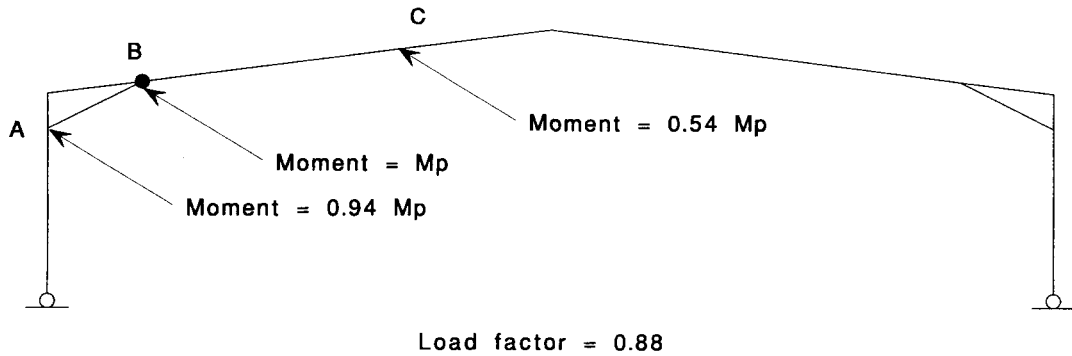 C
B
Moment = 0.54 Mp
A
Moment = Mp
Moment = 0.94 Mp
Load factor = 0.88